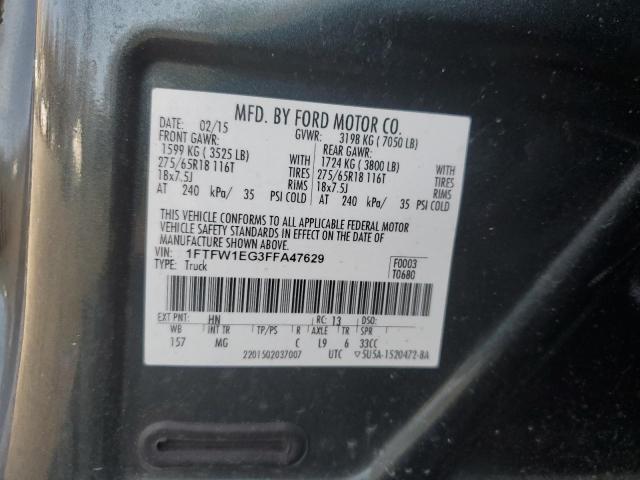 MFD. BY FORD MOTOR CO.
DATE: 02/15 GVWR: 3198 KG ( 7050 LB)
FRONT GAWR: REAR GAWR:
1599 KG ( 3525 LB) WITH 1724 KG ( 3800 LB) WITH
275/65R18 116T TIRES 275/65R18 116T TIRES
18x7.5J RIMS 18x7.5J RIMS
AT 240 kPa/ 35 PSI COLD AT 240 kPa/ 35 PSI COLD
THIS VEHICLE CONFORMS TO ALL APPLICABLE FEDERAL MOTOR
VEHICLE SAFETY STANDARDS IN EFFECT ON THE DATE OF
MANUFACTURE SHOWN ABOVE.
VIN: 1FTFW1EG3FFA47629 F0003
TYPE: Truck T0680
EXT PNT: HN RC: 13 DSO:
WB INT TR TP/PS R AXLE TR SPR
157 MG C L9 6 33CC
2201502037007 UTC ▽5U5A-1520472-BA